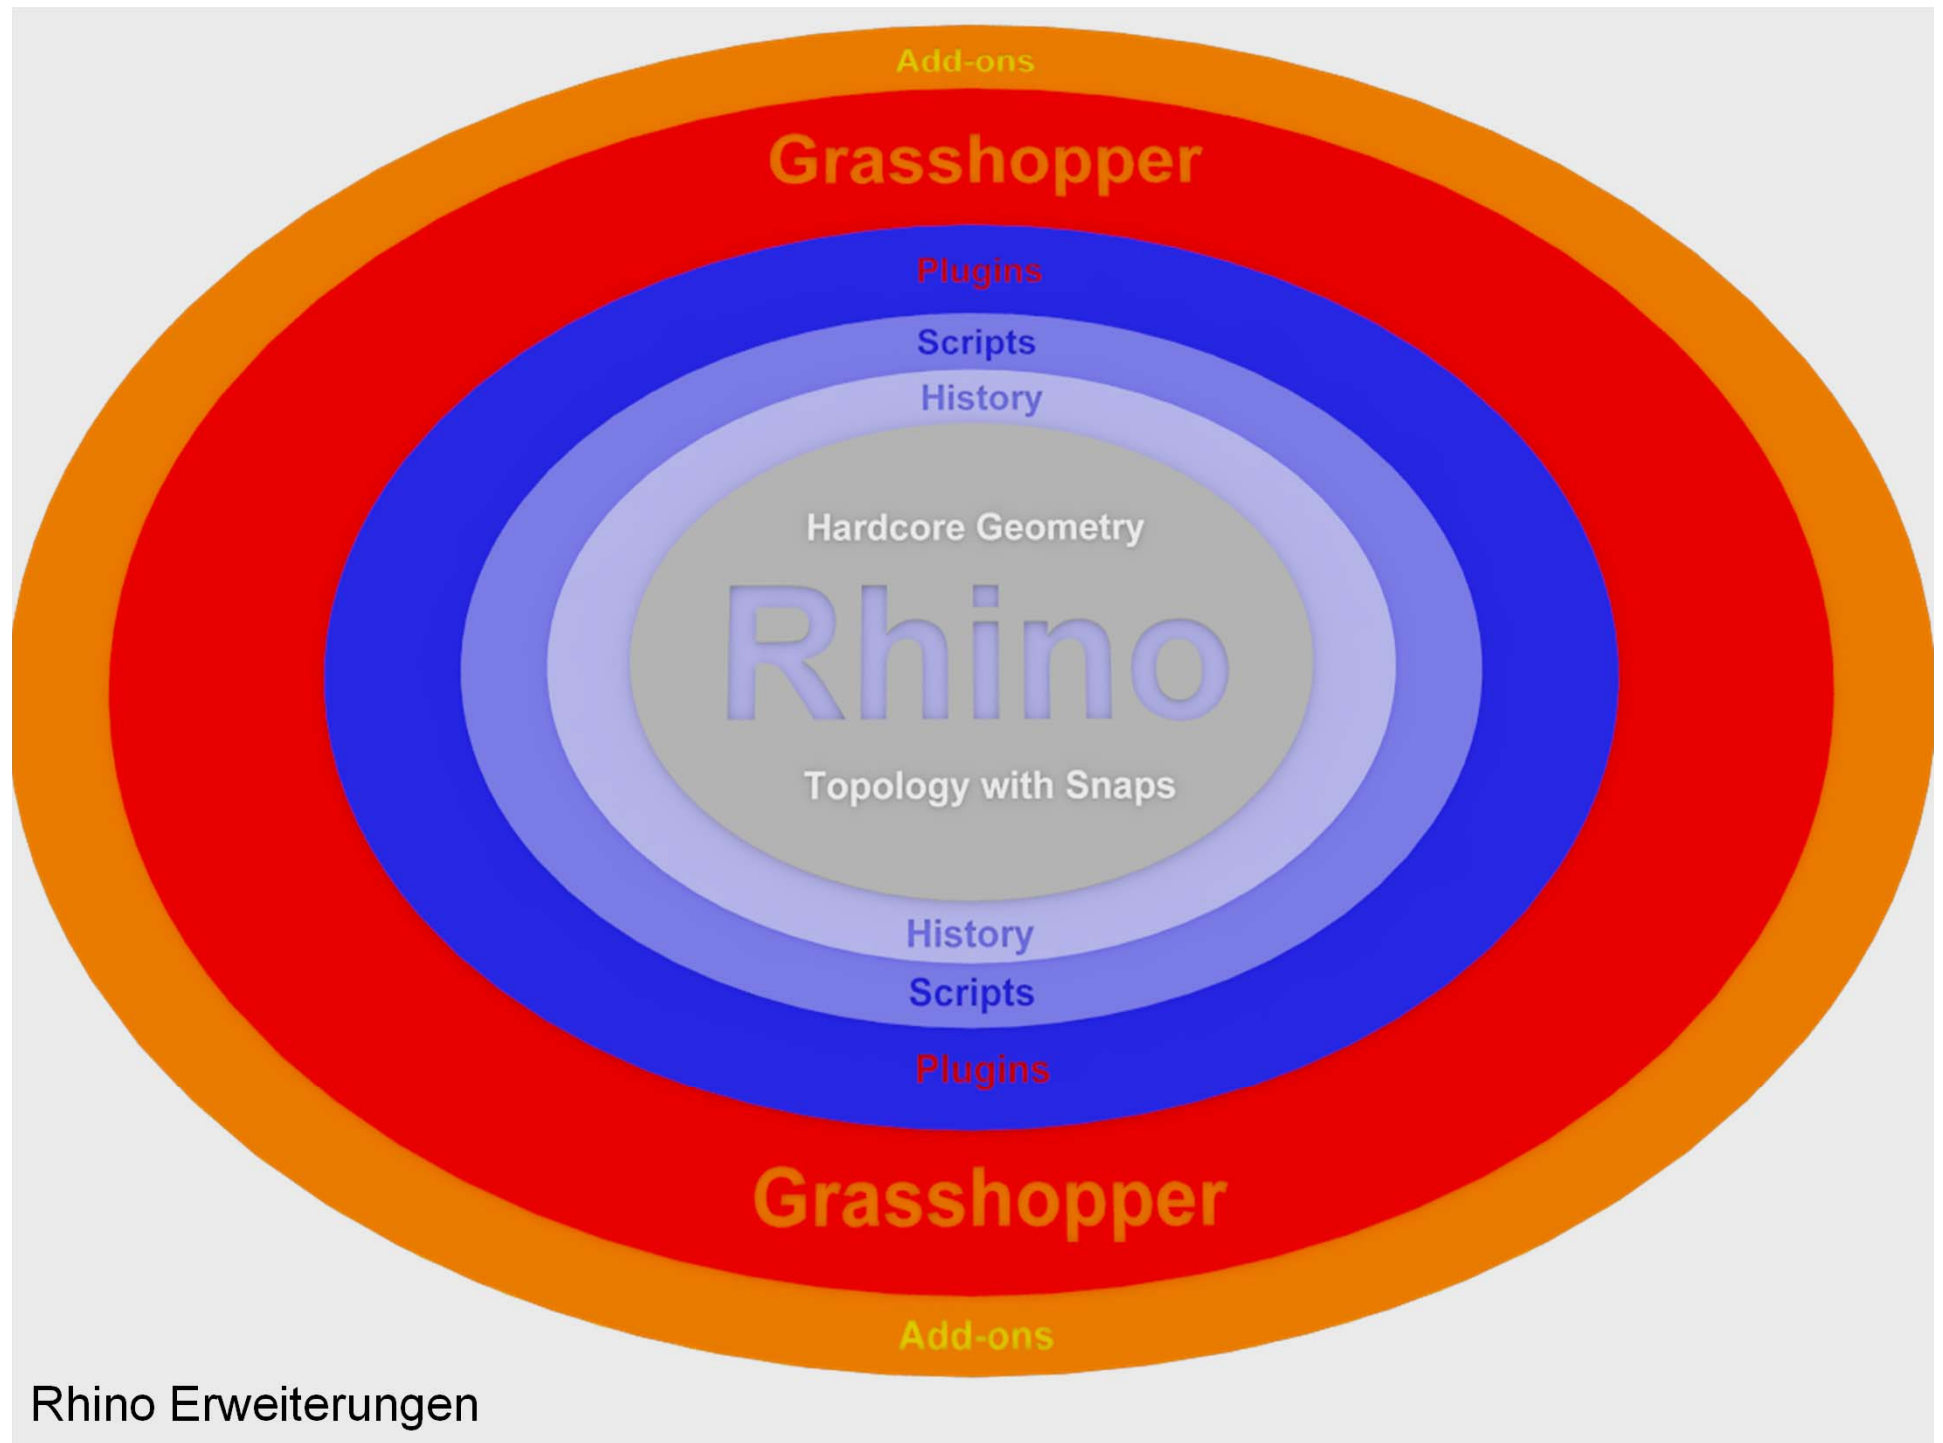 Add-ons
Grasshopper
Plugins
Scripts
History
Hardcore Geometry
Rhino
Topology with Snaps
History
Scripts
Plugins
Grasshopper
Add-ons
Rhino Erweiterungen